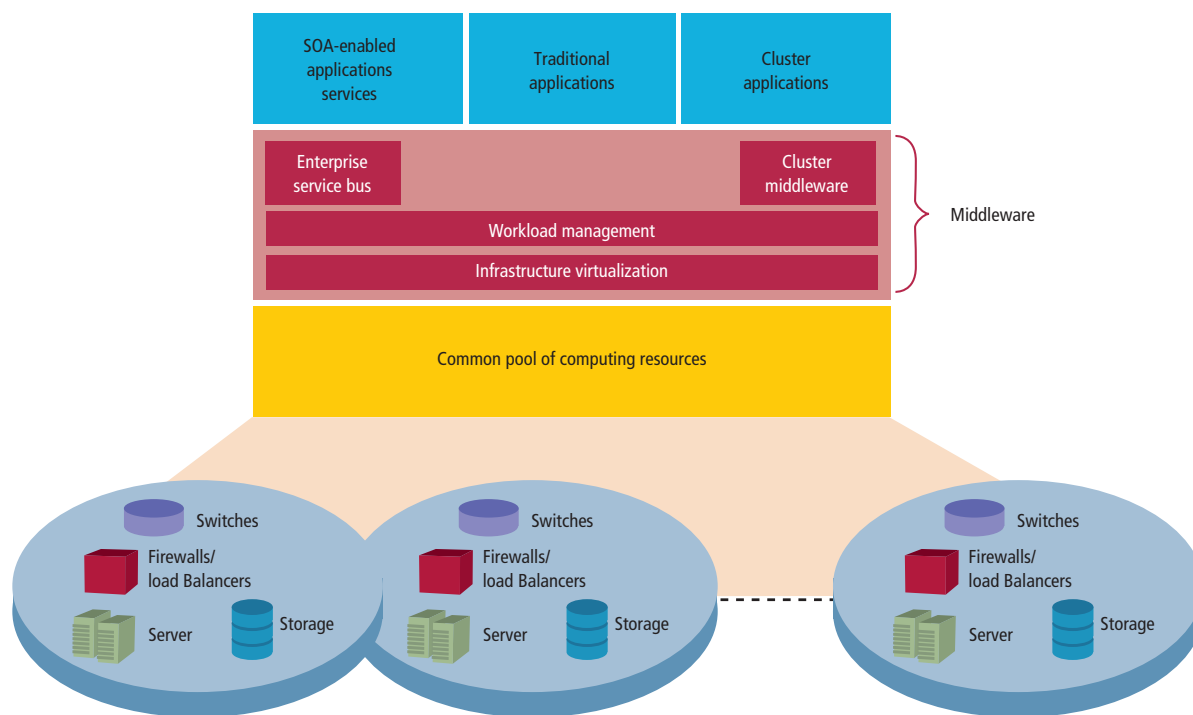 SOA-enabled
applications
services
Traditional
applications
Cluster
applications
Enterprise
service bus
Cluster
middleware
Workload management
Infrastructure virtualization
Middleware
Common pool of computing resources
Switches
Firewalls/
load Balancers
Server
Storage
Switches
Firewalls/
load Balancers
Server
Storage
Switches
Firewalls/
load Balancers
Server
Storage